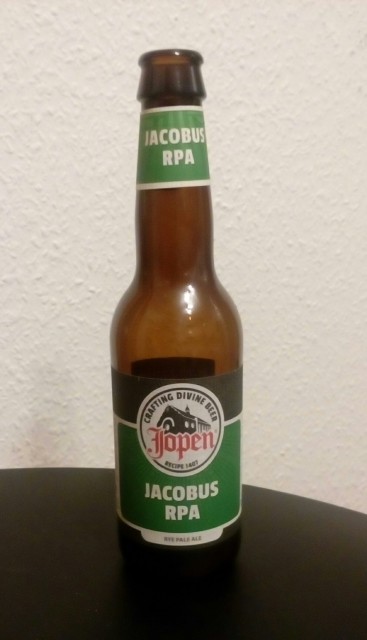 JACOBUS
RPA
CRAFTING DIVINE BEER
Jopen
RECIPE 1407
JACOBUS
RPA
RYE PALE ALE